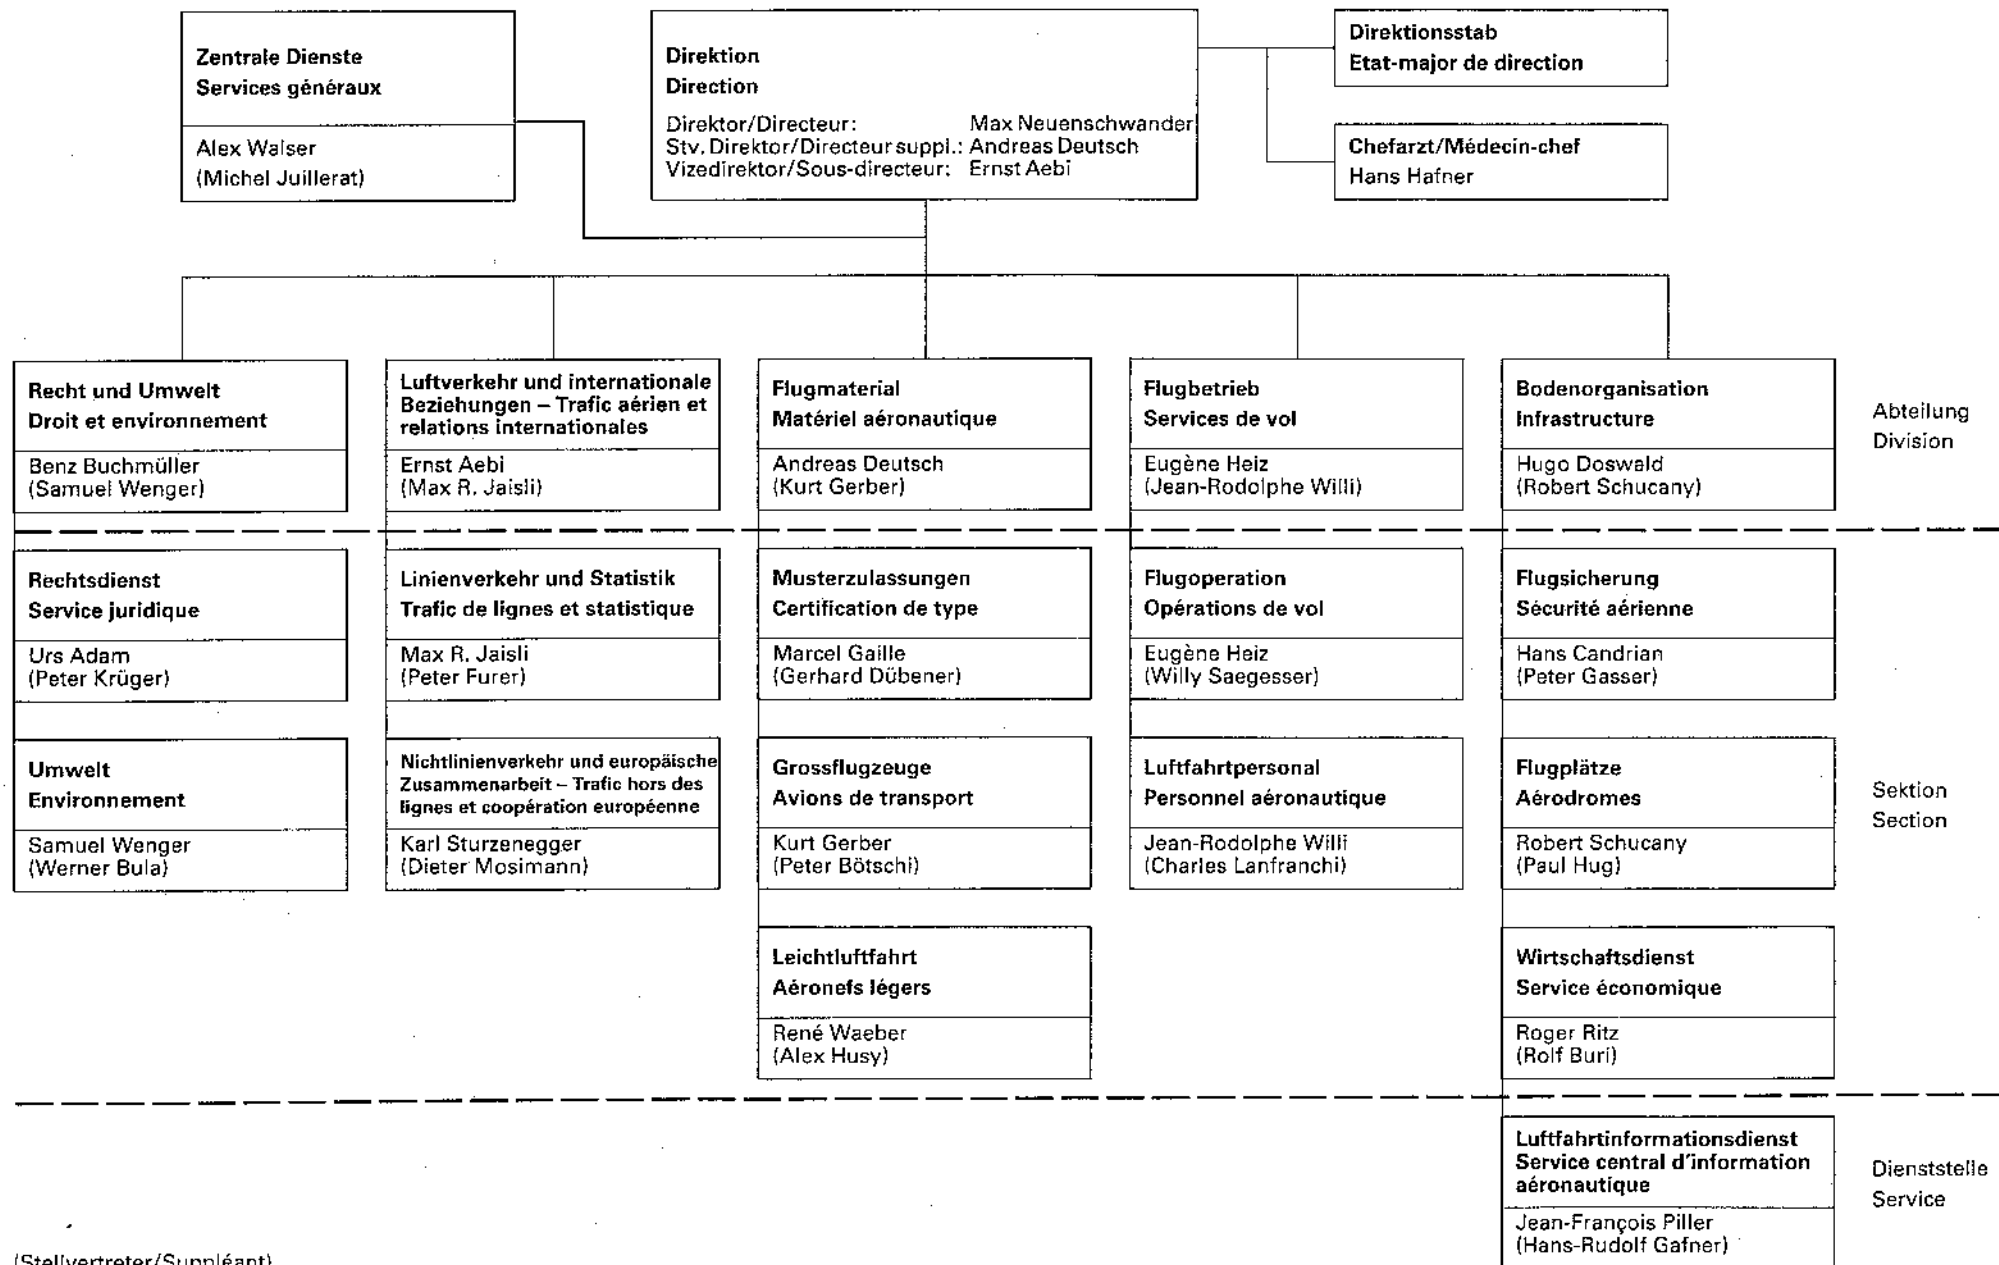 Zentrale Dienste
Services généraux
Alex Walser
(Michel Juillerat)
Direktion
Direction
Direktor/Directeur: Max Neuenschwander
Stv. Direktor/Directeur suppl.: Andreas Deutsch
Vizedirektor/Sous-directeur: Ernst Aebi
Direktionsstab
Etat-major de direction
Chefarzt/Médecin-chef
Hans Hafner
Recht und Umwelt
Droit et environnement
Benz Buchmüller
(Samuel Wenger)
Luftverkehr und internationale
Beziehungen – Trafic aérien et
relations internationales
Ernst Aebi
(Max R. Jaisli)
Flugmaterial
Matériel aéronautique
Andreas Deutsch
(Kurt Gerber)
Flugbetrieb
Services de vol
Eugène Heiz
(Jean-Rodolphe Willi)
Bodenorganisation
Infrastructure
Hugo Doswald
(Robert Schucany)
Abteilung
Division
Rechtsdienst
Service juridique
Urs Adam
(Peter Krüger)
Linienverkehr und Statistik
Trafic de lignes et statistique
Max R. Jaisli
(Peter Furer)
Musterzulassungen
Certification de type
Marcel Gaille
(Gerhard Dübener)
Flugoperation
Opérations de vol
Eugène Heiz
(Willy Saegesser)
Flugsicherung
Sécurité aérienne
Hans Candrian
(Peter Gasser)
Umwelt
Environnement
Samuel Wenger
(Werner Bula)
Nichtlinienverkehr und europäische
Zusammenarbeit – Trafic hors des
lignes et coopération européenne
Karl Sturzenegger
(Dieter Mosimann)
Grossflugzeuge
Avions de transport
Kurt Gerber
(Peter Bötschi)
Luftfahrtpersonal
Personnel aéronautique
Jean-Rodolphe Willi
(Charles Lanfranchi)
Flugplätze
Aérodromes
Robert Schucany
(Paul Hug)
Sektion
Section
Leichtluftfahrt
Aéronefs légers
René Waeber
(Alex Husy)
Wirtschaftsdienst
Service économique
Roger Ritz
(Rolf Buri)
Luftfahrtinformationsdienst
Service central d'information
aéronautique
Jean-François Piller
(Hans-Rudolf Gafner)
Dienststelle
Service
(Stellvertreter/Suppléant)